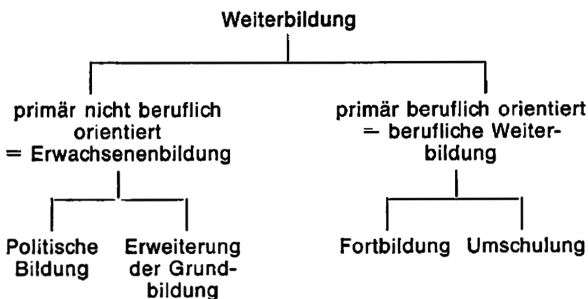 Weiterbildung
primär nicht beruflich
orientiert
= Erwachsenenbildung
primär beruflich orientiert
= berufliche Weiter-
bildung
Politische
Bildung
Erweiterung
der Grund-
bildung
Fortbildung
Umschulung